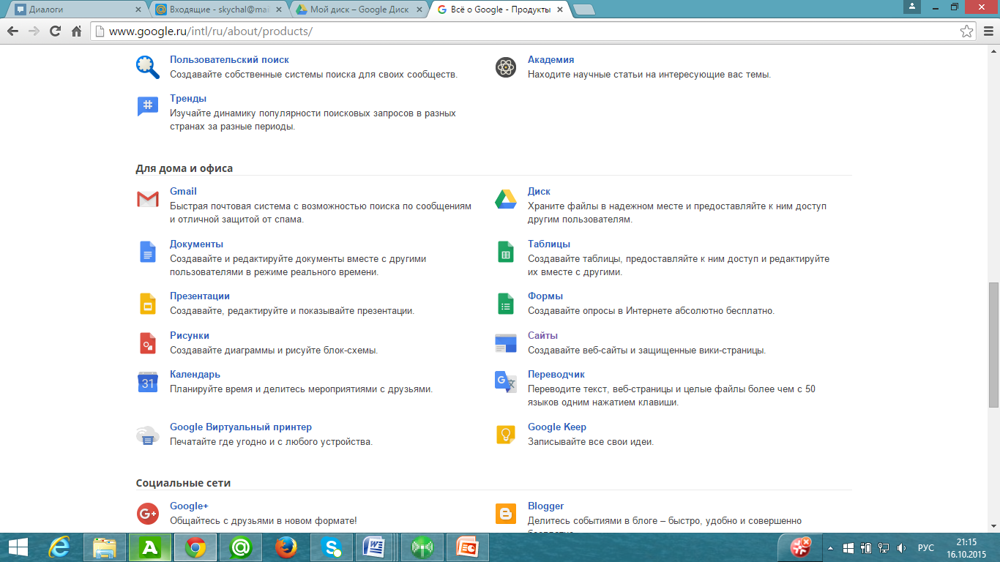 Диалоги
Входящие - skychal@mai
Мой диск – Google Диск
Всё о Google - Продукты
www.google.ru/intl/ru/about/products/
Пользовательский поиск
Создавайте собственные системы поиска для своих сообществ.
Академия
Находите научные статьи на интересующие вас темы.
#
Тренды
Изучайте динамику популярности поисковых запросов в разных
странах за разные периоды.
Для дома и офиса
Gmail
Быстрая почтовая система с возможностью поиска по сообщениям
и отличной защитой от спама.
Диск
Храните файлы в надежном месте и предоставляйте к ним доступ
другим пользователям.
Документы
Создавайте и редактируйте документы вместе с другими
пользователями в режиме реального времени.
Таблицы
Создавайте таблицы, предоставляйте к ним доступ и редактируйте
их вместе с другими.
Презентации
Создавайте, редактируйте и показывайте презентации.
Формы
Создавайте опросы в Интернете абсолютно бесплатно.
Рисунки
Создавайте диаграммы и рисуйте блок-схемы.
Сайты
Создавайте веб-сайты и защищенные вики-страницы.
31
Календарь
Планируйте время и делитесь мероприятиями с друзьями.
G 文
Переводчик
Переводите текст, веб-страницы и целые файлы более чем с 50
языков одним нажатием клавиши.
Google Виртуальный принтер
Печатайте где угодно и с любого устройства.
Google Keep
Записывайте все свои идеи.
Социальные сети
G+
Google+
Общайтесь с друзьями в новом формате!
Blogger
Делитесь событиями в блоге – быстро, удобно и совершенно
РУС
21:15
16.10.2015